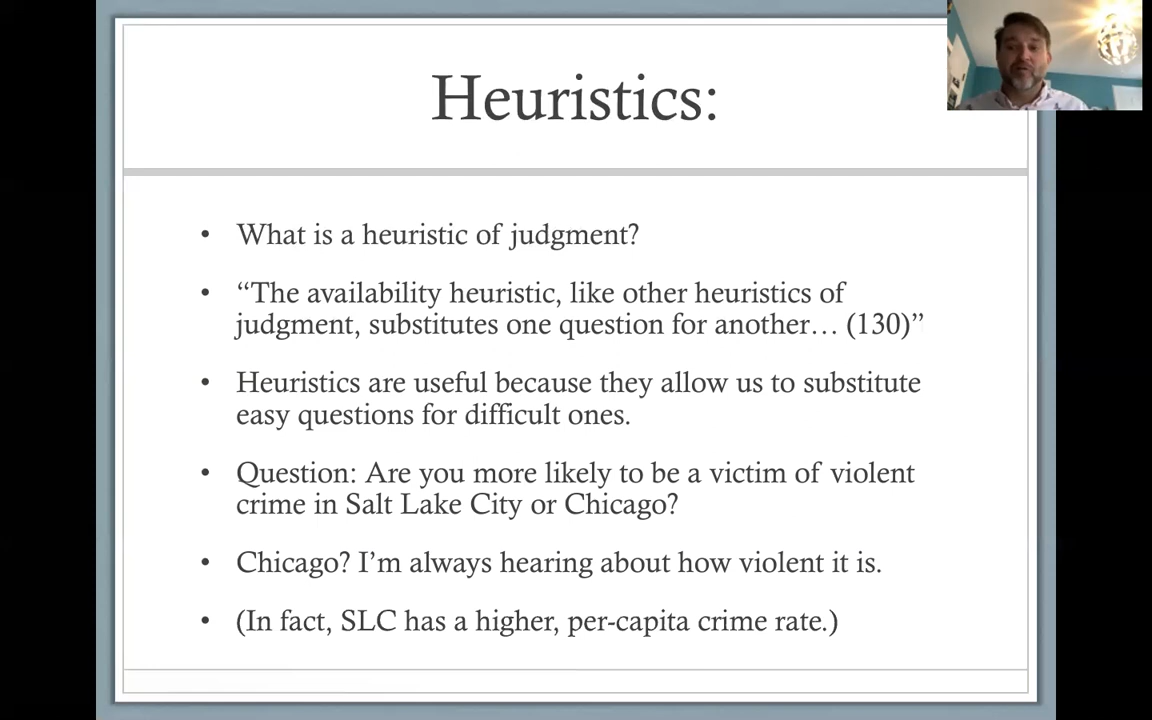 Heuristics:
• What is a heuristic of judgment?
• “The availability heuristic, like other heuristics of
judgment, substitutes one question for another… (130)”
• Heuristics are useful because they allow us to substitute
easy questions for difficult ones.
• Question: Are you more likely to be a victim of violent
crime in Salt Lake City or Chicago?
• Chicago? I’m always hearing about how violent it is.
• (In fact, SLC has a higher, per-capita crime rate.)